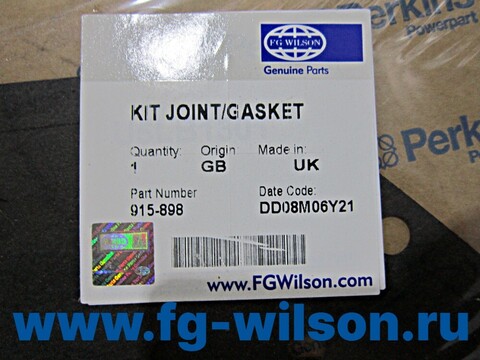 Perkins
Powerpart
FG WILSON
Genuine Parts
KIT JOINT/GASKET
Quantity: Origin Made in:
1 GB UK
Part Number Date Code:
915-898 DD08M06Y21
www.FGWilson.com
Perkins
www.fg-wilson.ru